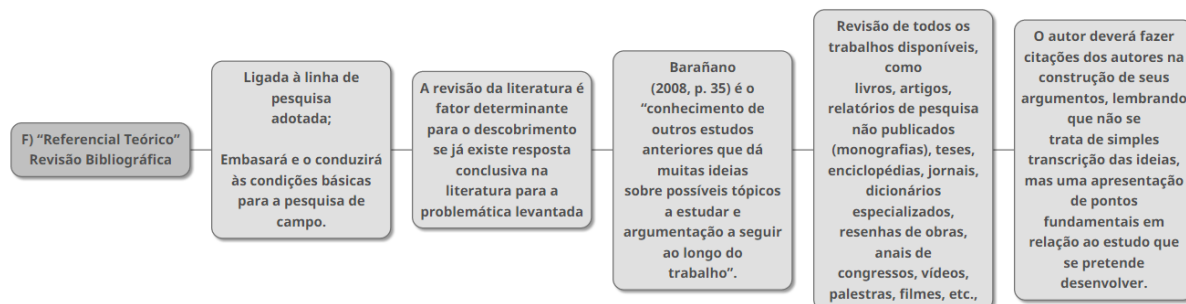 F) “Referencial Teórico”
Revisão Bibliográfica
Ligada à linha de
pesquisa
adotada;
Embasará e o conduzirá
às condições básicas
para a pesquisa de
campo.
A revisão da literatura é
fator determinante
para o descobrimento
se já existe resposta
conclusiva na
literatura para a
problemática levantada
Barañano
(2008, p. 35) é o
“conhecimento de
outros estudos
anteriores que dá
muitas ideias
sobre possíveis tópicos
a estudar e
argumentação a seguir
ao longo do
trabalho”.
Revisão de todos os
trabalhos disponíveis,
como
livros, artigos,
relatórios de pesquisa
não publicados
(monografias), teses,
enciclopédias, jornais,
dicionários
especializados,
resenhas de obras,
anais de
congressos, vídeos,
palestras, filmes, etc.,
O autor deverá fazer
citações dos autores na
construção de seus
argumentos, lembrando
que não se
trata de simples
transcrição das ideias,
mas uma apresentação
de pontos
fundamentais em
relação ao estudo que
se pretende
desenvolver.